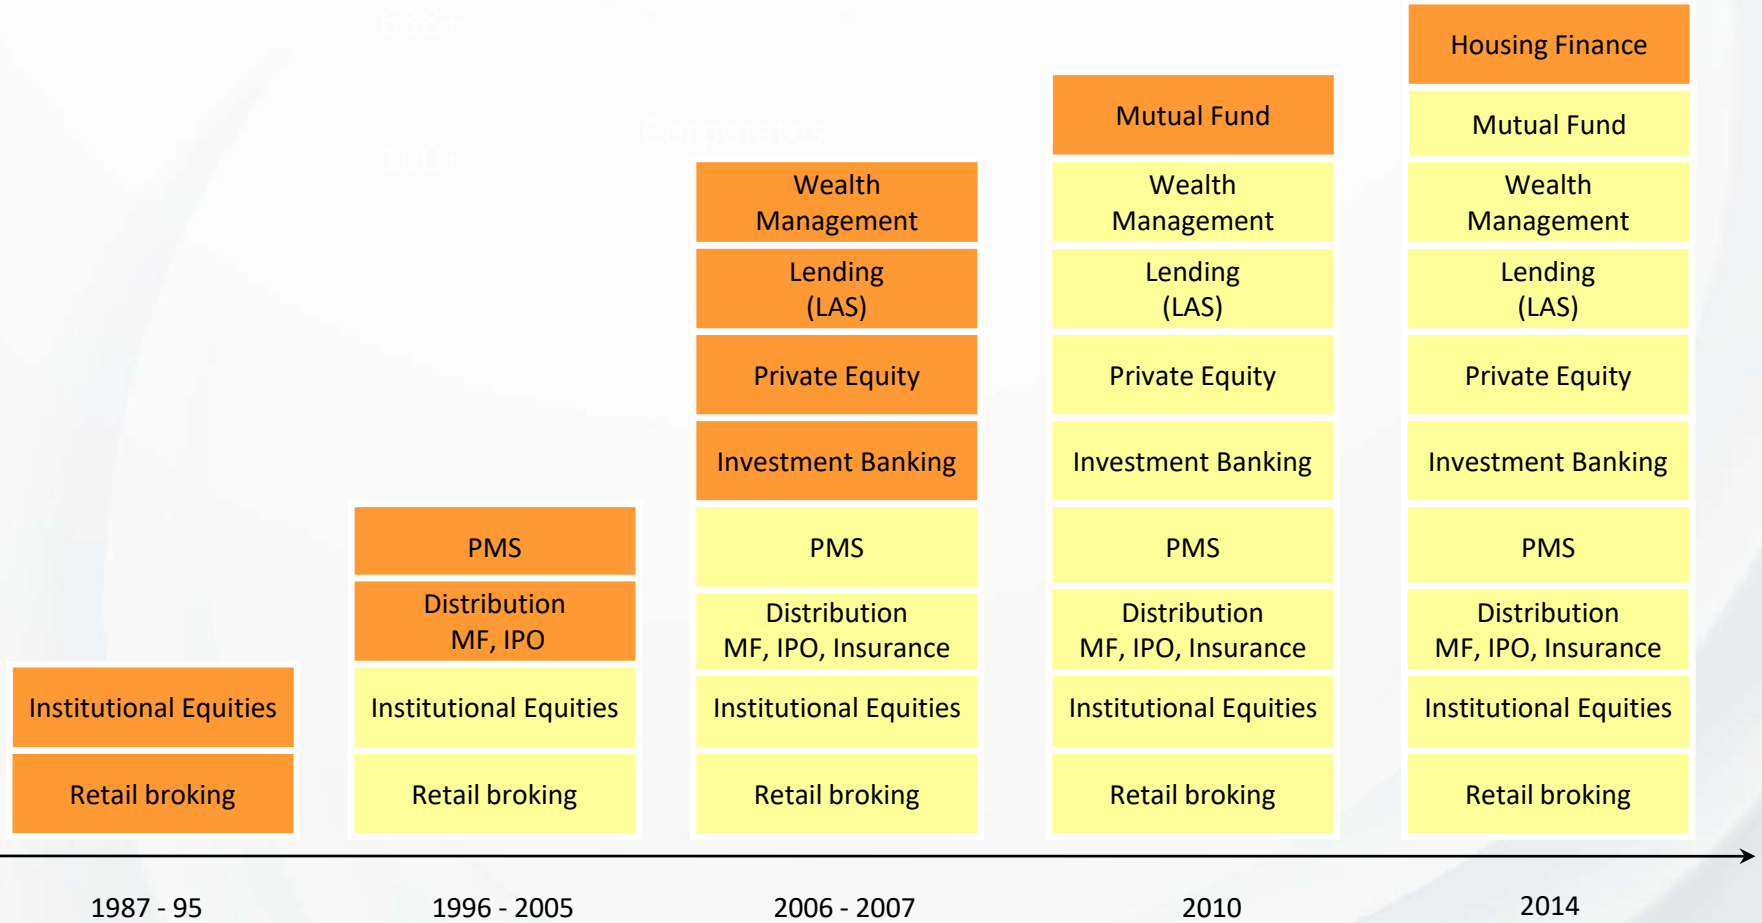 638+
Corporates
100+
Institutional Equities
Retail broking
1987 - 95
PMS
Distribution
MF, IPO
Institutional Equities
Retail broking
1996 - 2005
Wealth
Management
Lending
(LAS)
Private Equity
Investment Banking
PMS
Distribution
MF, IPO, Insurance
Institutional Equities
Retail broking
2006 - 2007
Mutual Fund
Wealth
Management
Lending
(LAS)
Private Equity
Investment Banking
PMS
Distribution
MF, IPO, Insurance
Institutional Equities
Retail broking
2010
Housing Finance
Mutual Fund
Wealth
Management
Lending
(LAS)
Private Equity
Investment Banking
PMS
Distribution
MF, IPO, Insurance
Institutional Equities
Retail broking
2014